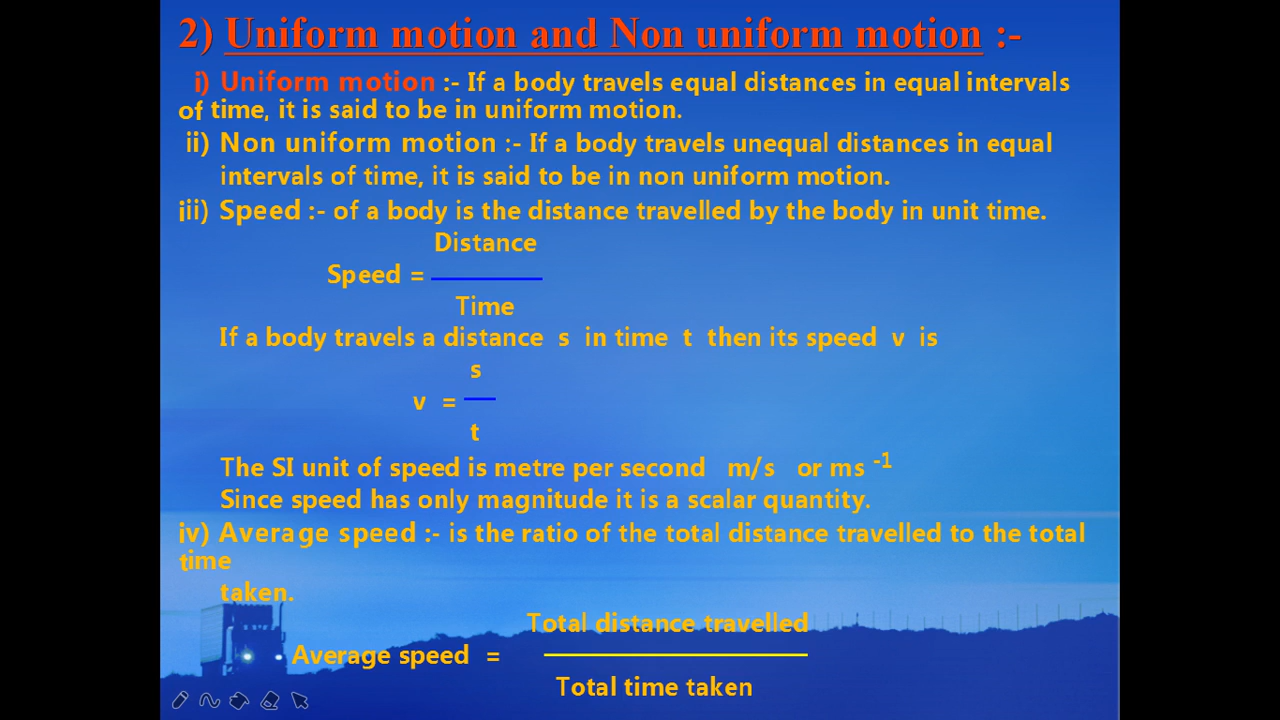 2) Uniform motion and Non uniform motion :-
i) Uniform motion :- If a body travels equal distances in equal intervals
of time, it is said to be in uniform motion.
ii) Non uniform motion :- If a body travels unequal distances in equal
intervals of time, it is said to be in non uniform motion.
iii) Speed :- of a body is the distance travelled by the body in unit time.
Distance
Speed =
Time
If a body travels a distance s in time t then its speed v is
s
v =
t
The SI unit of speed is metre per second m/s or ms -1
Since speed has only magnitude it is a scalar quantity.
iv) Average speed :- is the ratio of the total distance travelled to the total
time
taken.
Total distance travelled
Average speed =
Total time taken